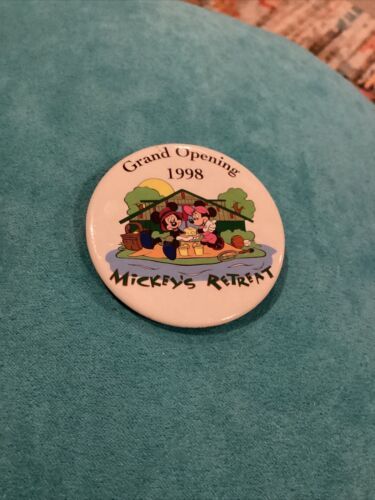 Grand Opening
1998
MICKEY'S RETREAT